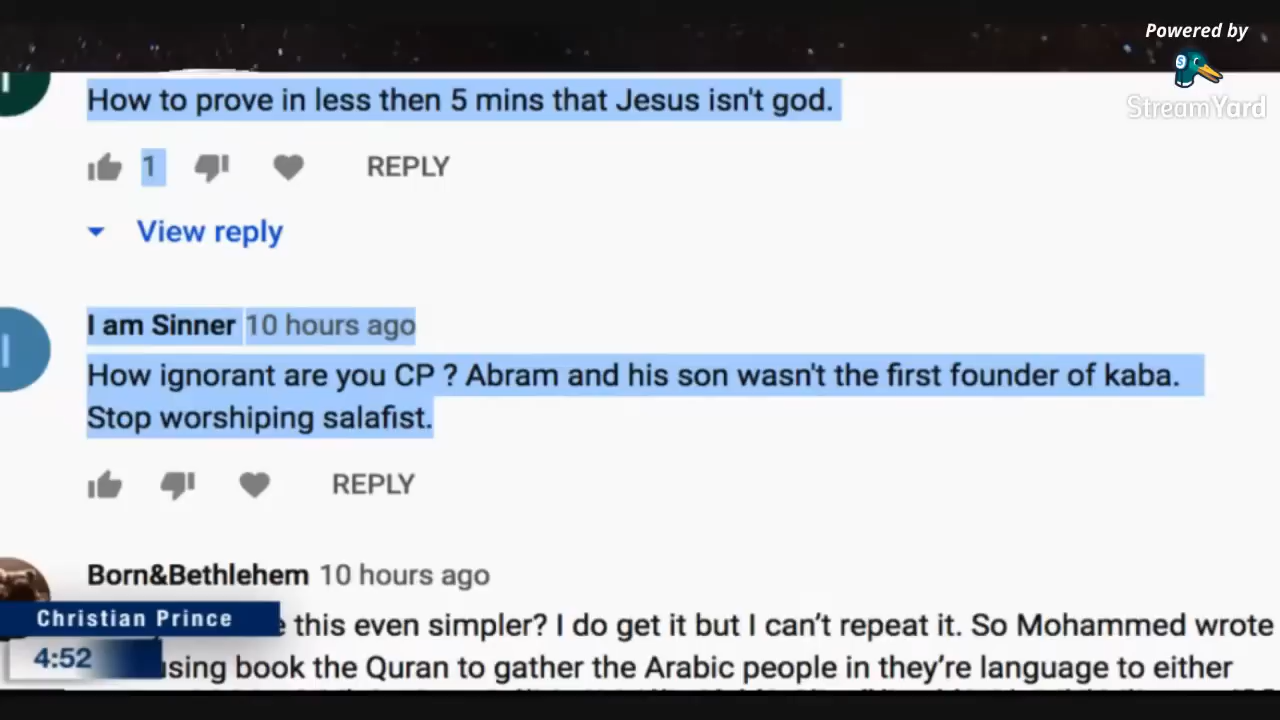 Powered by
StreamYard
How to prove in less then 5 mins that Jesus isn't god.
1
REPLY
View reply
I am Sinner 10 hours ago
How ignorant are you CP ? Abram and his son wasn't the first founder of kaba.
Stop worshiping salafist.
REPLY
Born&Bethlehem 10 hours ago
this even simpler? I do get it but I can't repeat it. So Mohammed wrote
book the Quran to gather the Arabic people in they're language to either
Christian Prince
4:52